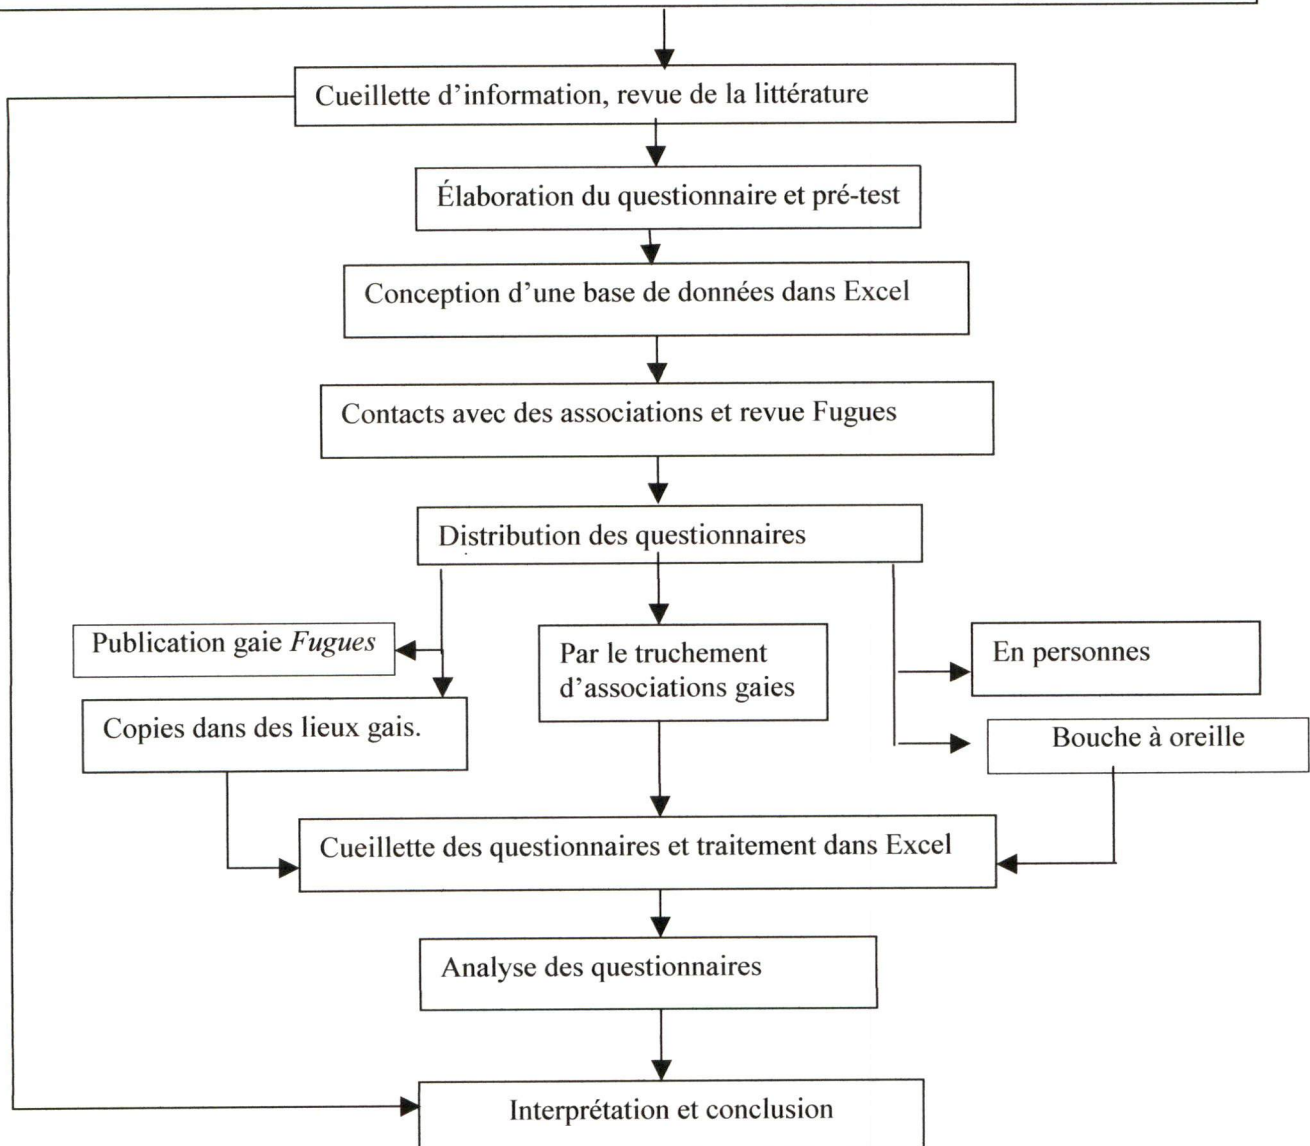 Cueillette d’information, revue de la littérature
Élaboration du questionnaire et pré-test
Conception d’une base de données dans Excel
Contacts avec des associations et revue Fugues
Distribution des questionnaires
Publication gaie Fugues
Copies dans des lieux gais.
Par le truchement
d’associations gaies
En personnes
Bouche à oreille
Cueillette des questionnaires et traitement dans Excel
Analyse des questionnaires
Interprétation et conclusion